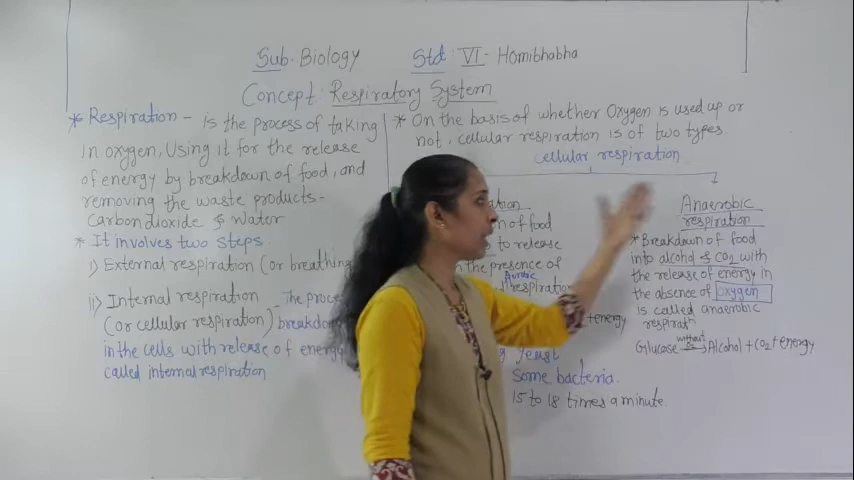 Sub. Biology Std: VI - Homibhabha
Concept: Respiratory System
* Respiration - is the process of taking
in oxygen, Using it for the release
of energy by breakdown of food, and
removing the waste products-
Carbondioxide & Water
* It involves two steps.
i) External respiration (or breathing
ii) Internal respiration - The proce
(or cellular respiration) breakdow
in the cells with release of energy
called internal respiration
* On the basis of whether Oxygen is used up or
not, cellular respiration is of two types.
cellular respiration
ation
n of food
to release
n the presence of
Aerobic
respiration
+energy
yeast
Some bacteria.
15 to 18 times a minute.
Anaerobic
respiration
* Breakdown of food
into alcohol & CO2 with
the release of energy in
the absence of oxygen
is called anaerobic
respiratn
Glucose without O2 → Alcohol + CO2 + energy